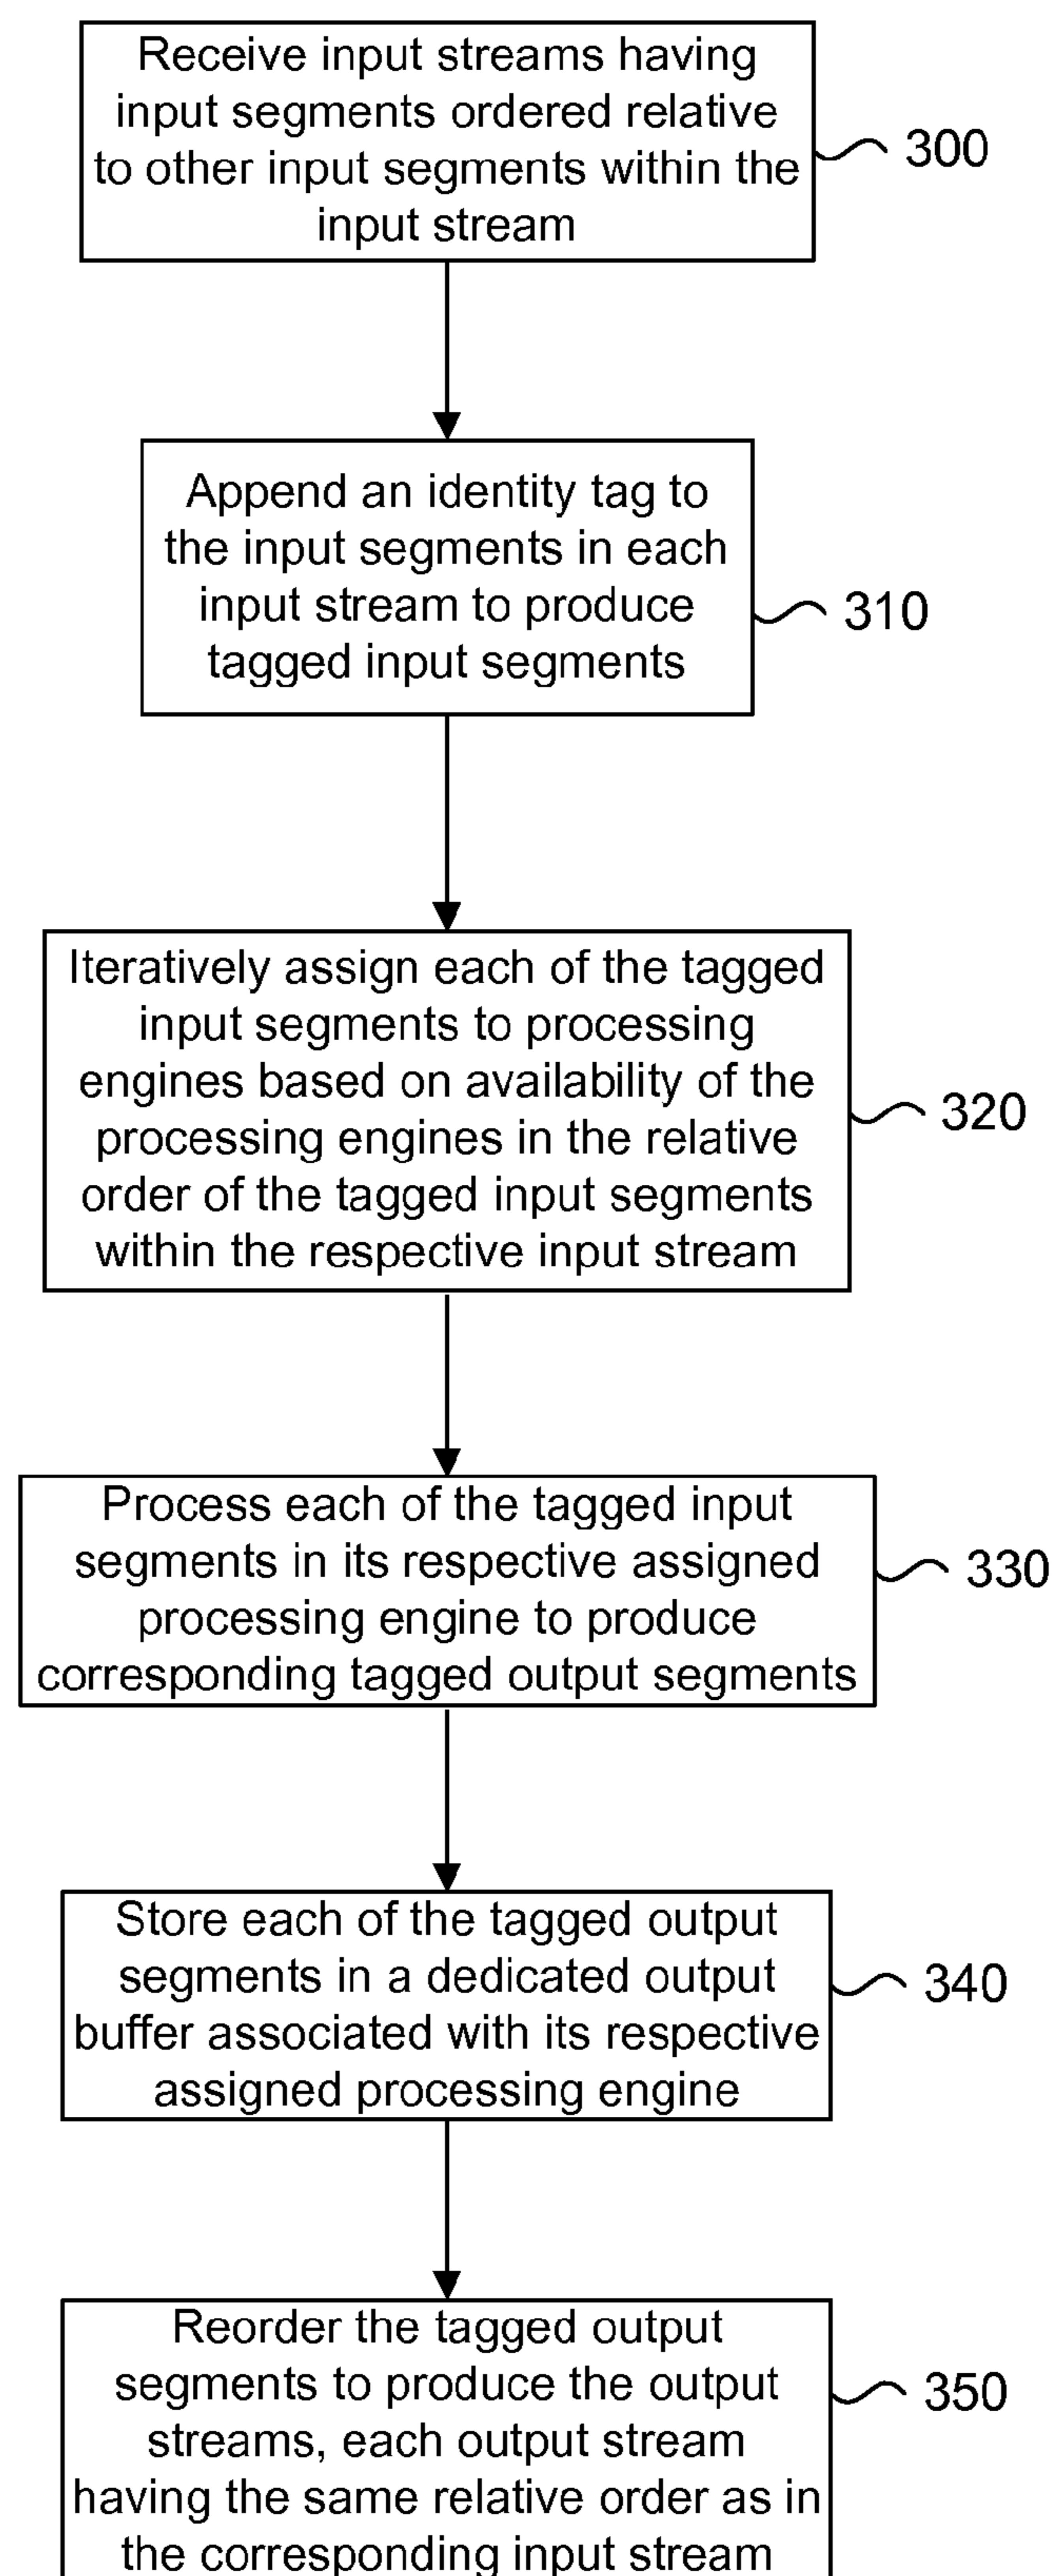 Receive input streams having
input segments ordered relative
to other input segments within the
input stream
300
Append an identity tag to
the input segments in each
input stream to produce
tagged input segments
310
Iteratively assign each of the tagged
input segments to processing
engines based on availability of the
processing engines in the relative
order of the tagged input segments
within the respective input stream
320
Process each of the tagged input
segments in its respective assigned
processing engine to produce
corresponding tagged output segments
330
Store each of the tagged output
segments in a dedicated output
buffer associated with its respective
assigned processing engine
340
Reorder the tagged output
segments to produce the output
streams, each output stream
having the same relative order as in
the corresponding input stream
350